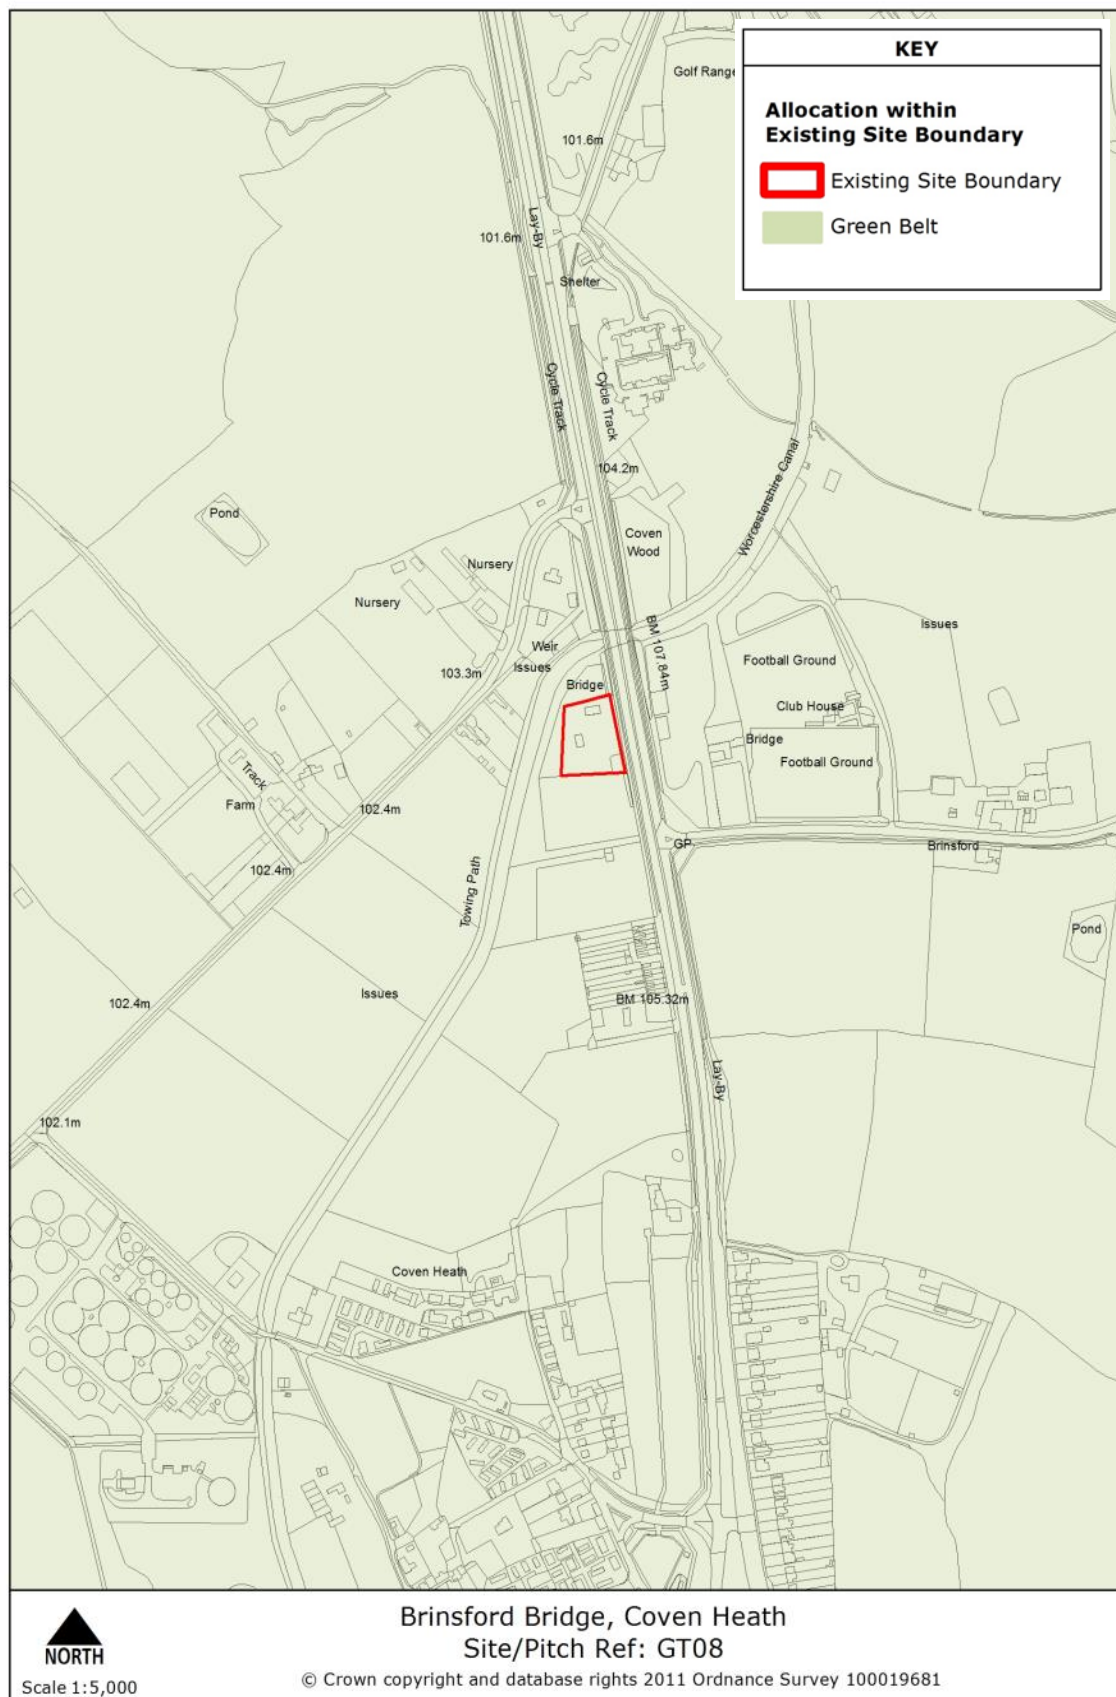 KEY
Allocation within
Existing Site Boundary
Existing Site Boundary
Green Belt
Golf Range
101.6m
Lay-By
101.6m
Shelter
Cycle Track
Cycle Track
104.2m
Worcestershire Canal
Pond
Coven
Wood
Nursery
Nursery
BM 107.84m
Issues
Weir
Issues
Football Ground
103.3m
Bridge
Club House
Bridge
Football Ground
Track
Farm
102.4m
GP
Brinsford
102.4m
Towing Path
Pond
Issues
102.4m
BM 105.32m
Lay-By
102.1m
Coven Heath
NORTH
Scale 1:5,000
Brinsford Bridge, Coven Heath
Site/Pitch Ref: GT08
© Crown copyright and database rights 2011 Ordnance Survey 100019681